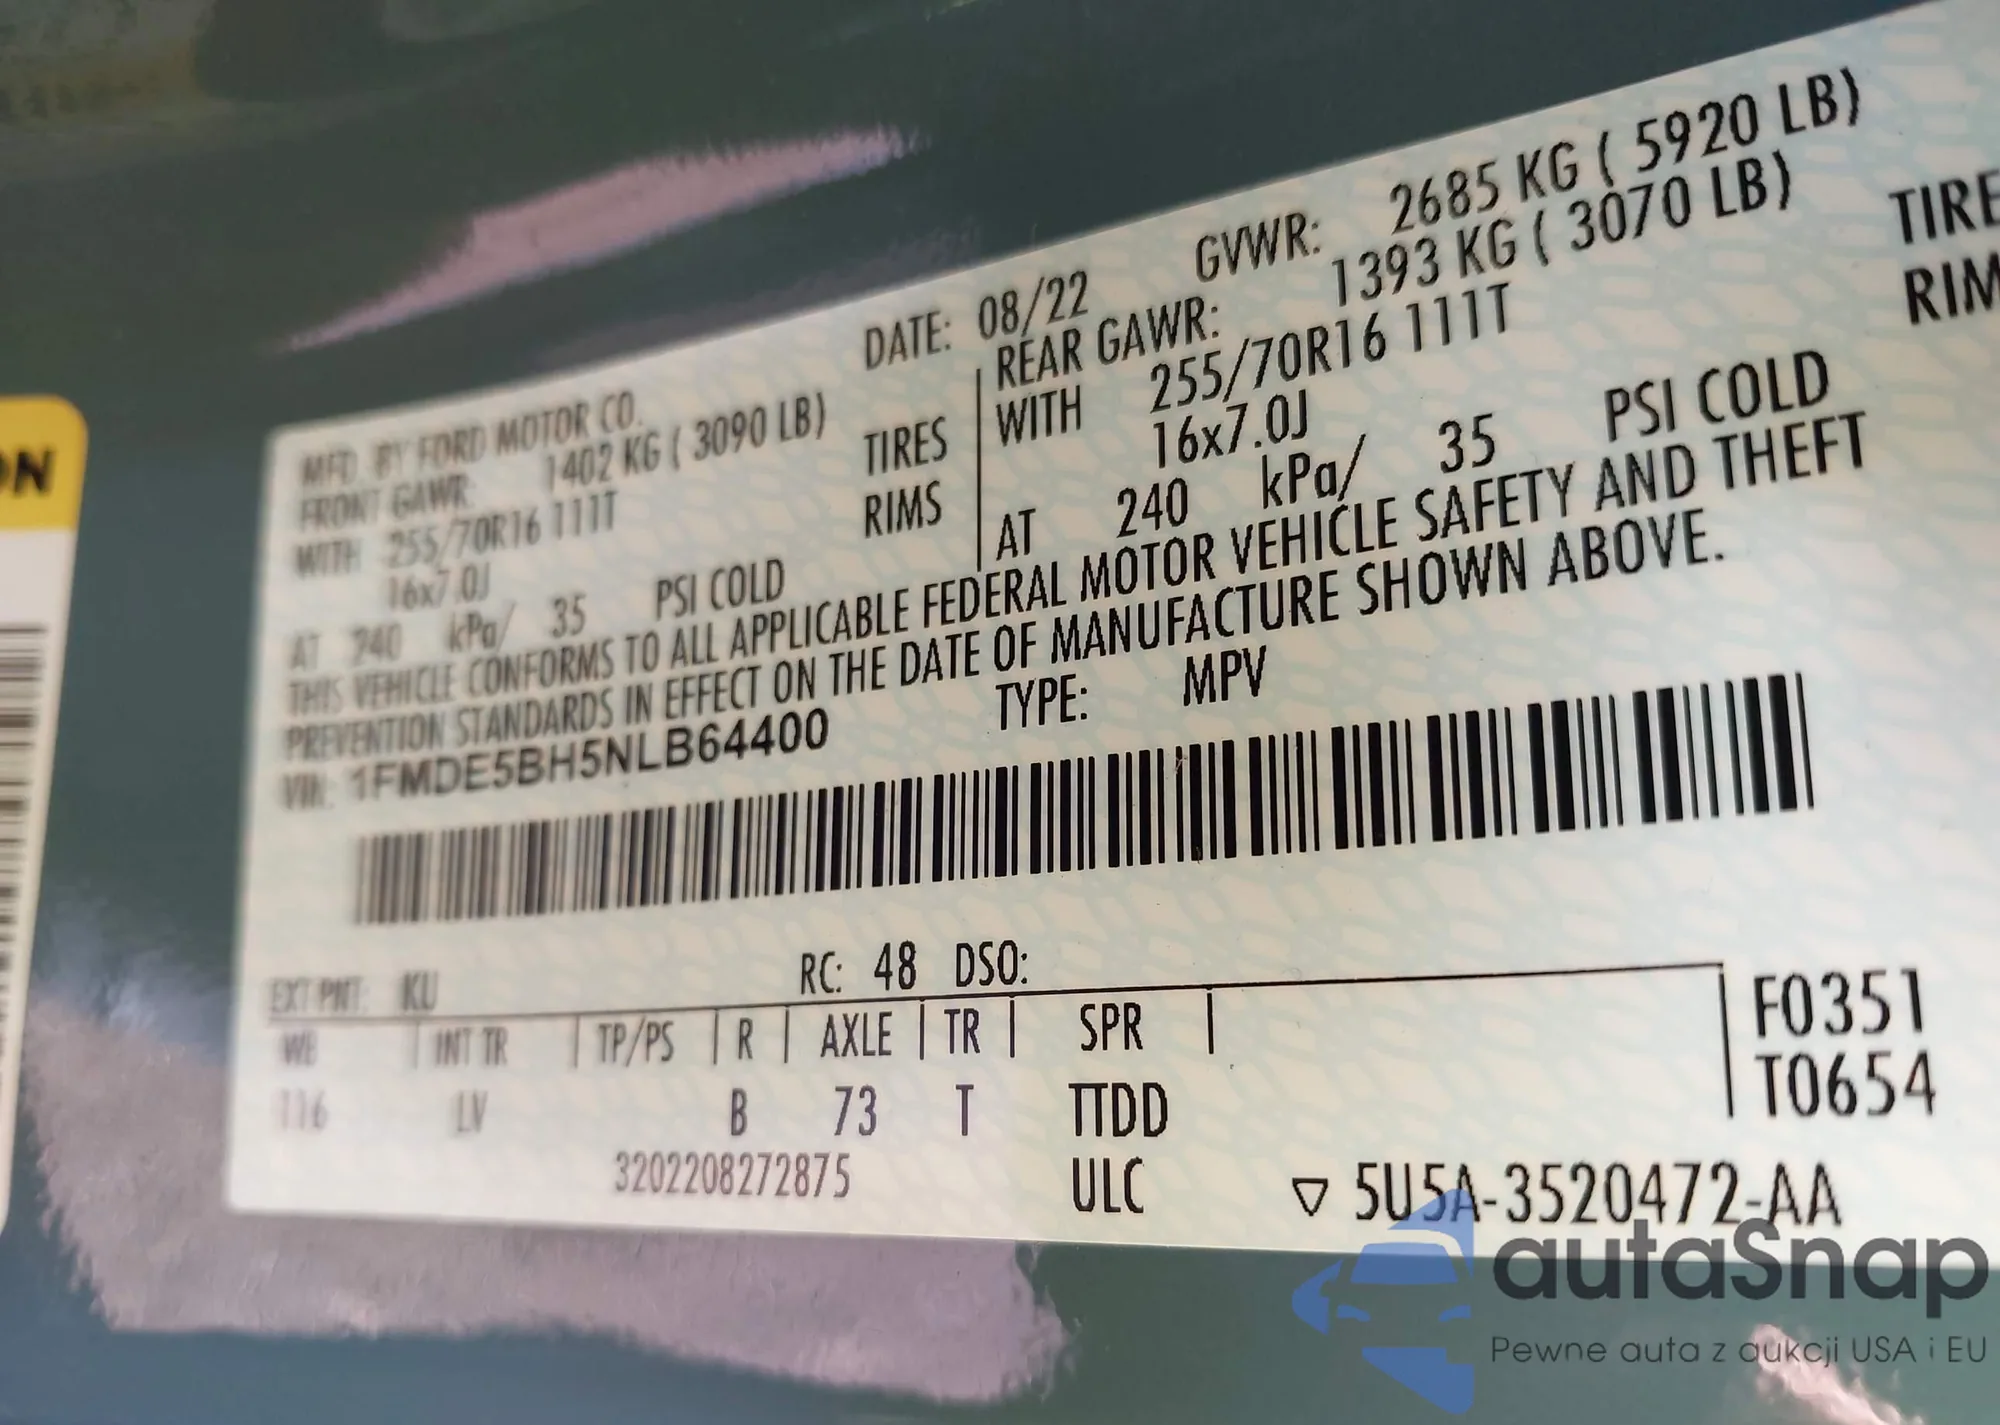 ON
DATE: 08/22 GVWR: 2685 KG ( 5920 LB)
MFD. BY FORD MOTOR CO.
FRONT GAWR: 1402 KG ( 3090 LB)
WITH 255/70R16 111T TIRES
16x7.0J RIMS
AT 240 kPa/ 35 PSI COLD
REAR GAWR: 1393 KG ( 3070 LB)
WITH 255/70R16 111T TIRE
16x7.0J RIM
AT 240 kPa/ 35 PSI COLD
THIS VEHICLE CONFORMS TO ALL APPLICABLE FEDERAL MOTOR VEHICLE SAFETY AND THEFT
PREVENTION STANDARDS IN EFFECT ON THE DATE OF MANUFACTURE SHOWN ABOVE.
VIN: 1FMDE5BH5NLB64400 TYPE: MPV
EXT PNT: KU RC: 48 DSO:
WB INT TR TP/PS R AXLE TR SPR
116 LV B 73 T TTDD
F0351
T0654
3202208272875 ULC ▽ 5U5A-3520472-AA
autaSnap
Pewne auta z aukcji USA i EU